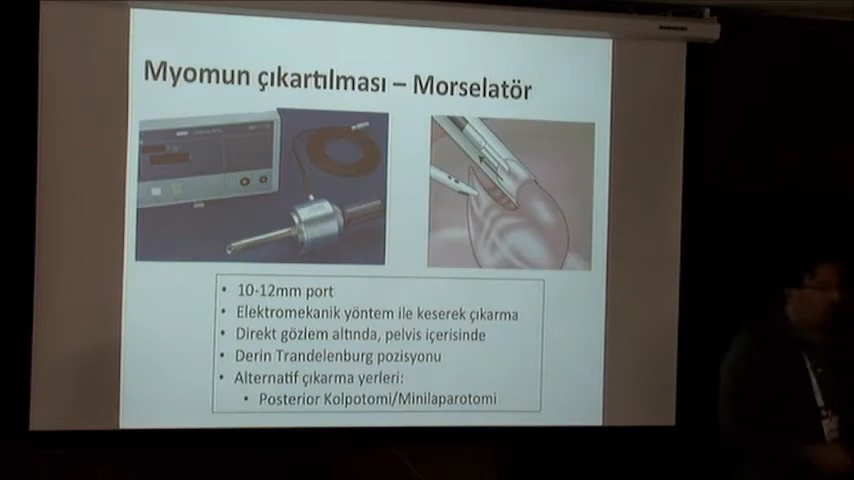 Myomun çıkartılması – Morselatör
• 10-12mm port
• Elektromekanik yöntem ile keserek çıkarma
• Direkt gözlem altında, pelvis içerisinde
• Derin Trandelenburg pozisyonu
• Alternatif çıkarma yerleri:
• Posterior Kolpotomi/Minilaparotomi